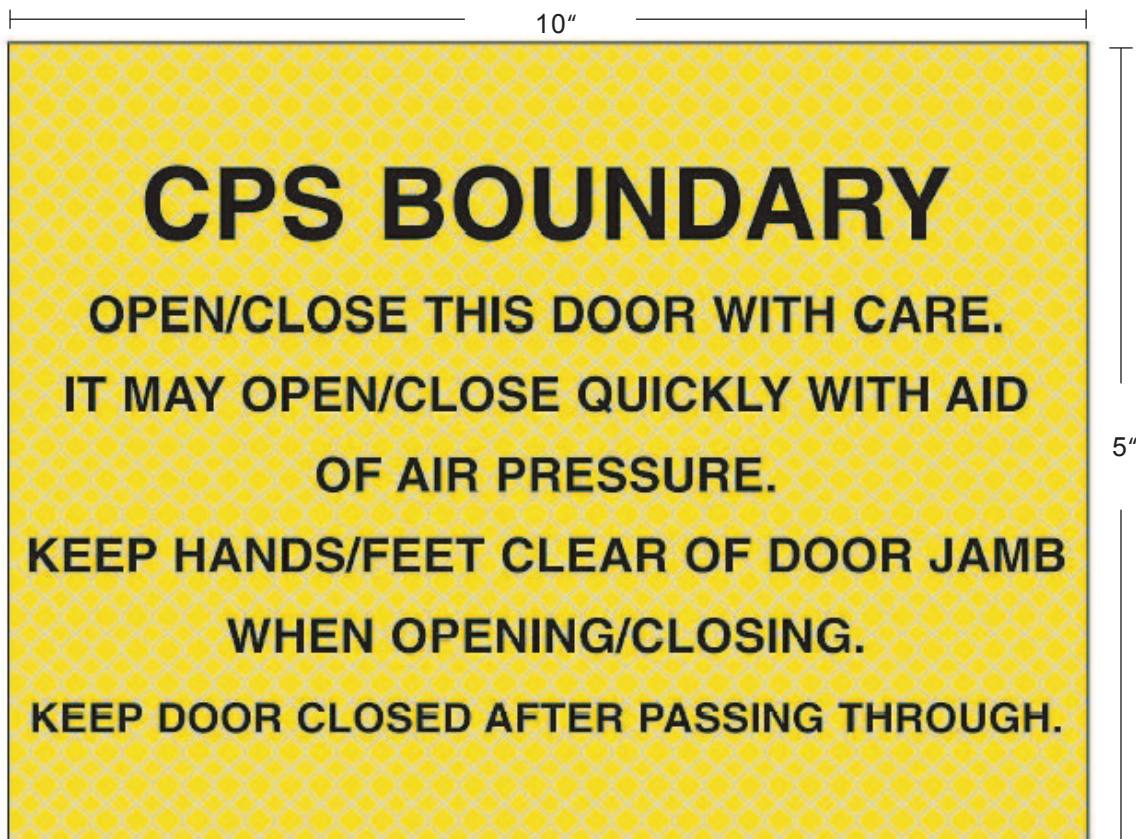 10“
CPS BOUNDARY
OPEN/CLOSE THIS DOOR WITH CARE.
IT MAY OPEN/CLOSE QUICKLY WITH AID
OF AIR PRESSURE.
5“
KEEP HANDS/FEET CLEAR OF DOOR JAMB
WHEN OPENING/CLOSING.
KEEP DOOR CLOSED AFTER PASSING THROUGH.